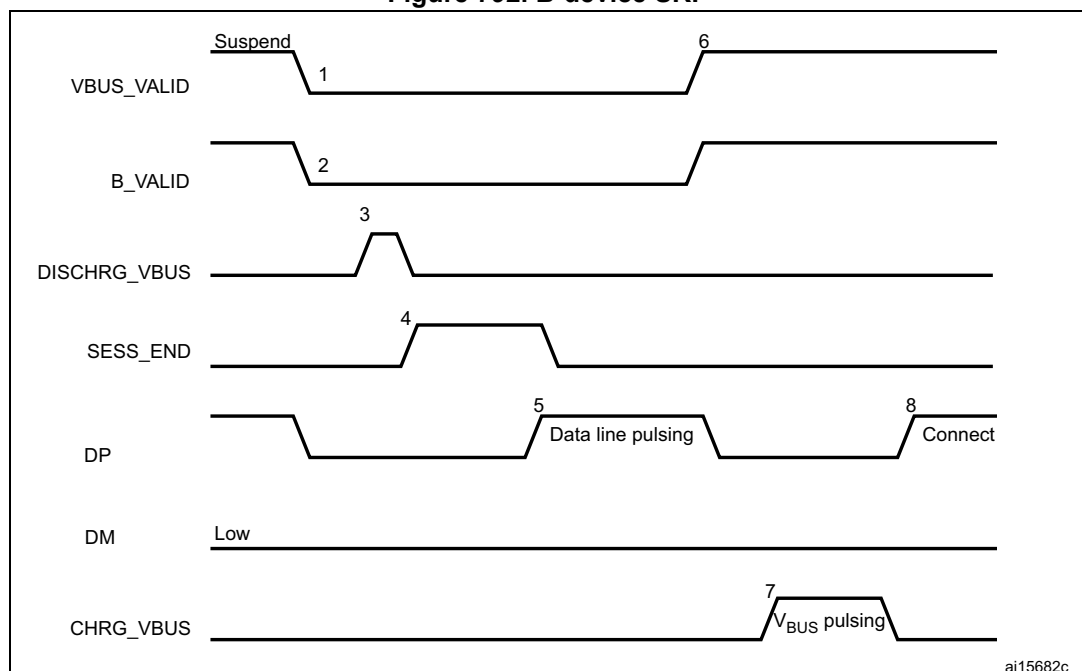 Suspend
6
VBUS_VALID
1
B_VALID
2
3
DISCHRG_VBUS
4
SESS_END
5
8
Data line pulsing
Connect
DP
DM
Low
7
VBUS pulsing
CHRG_VBUS
ai15682c